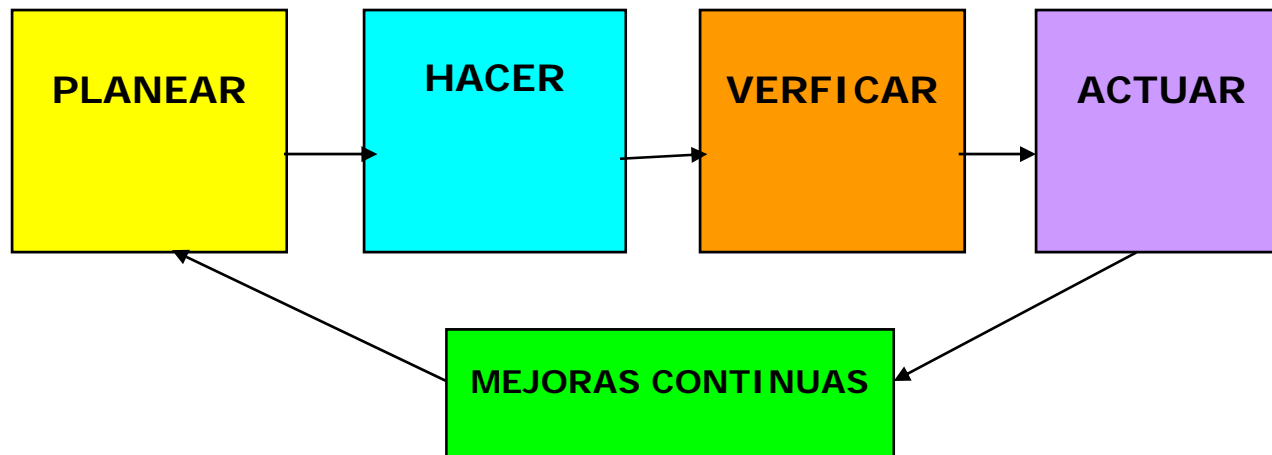 PLANEAR
HACER
VERFICAR
ACTUAR
MEJORAS CONTINUAS